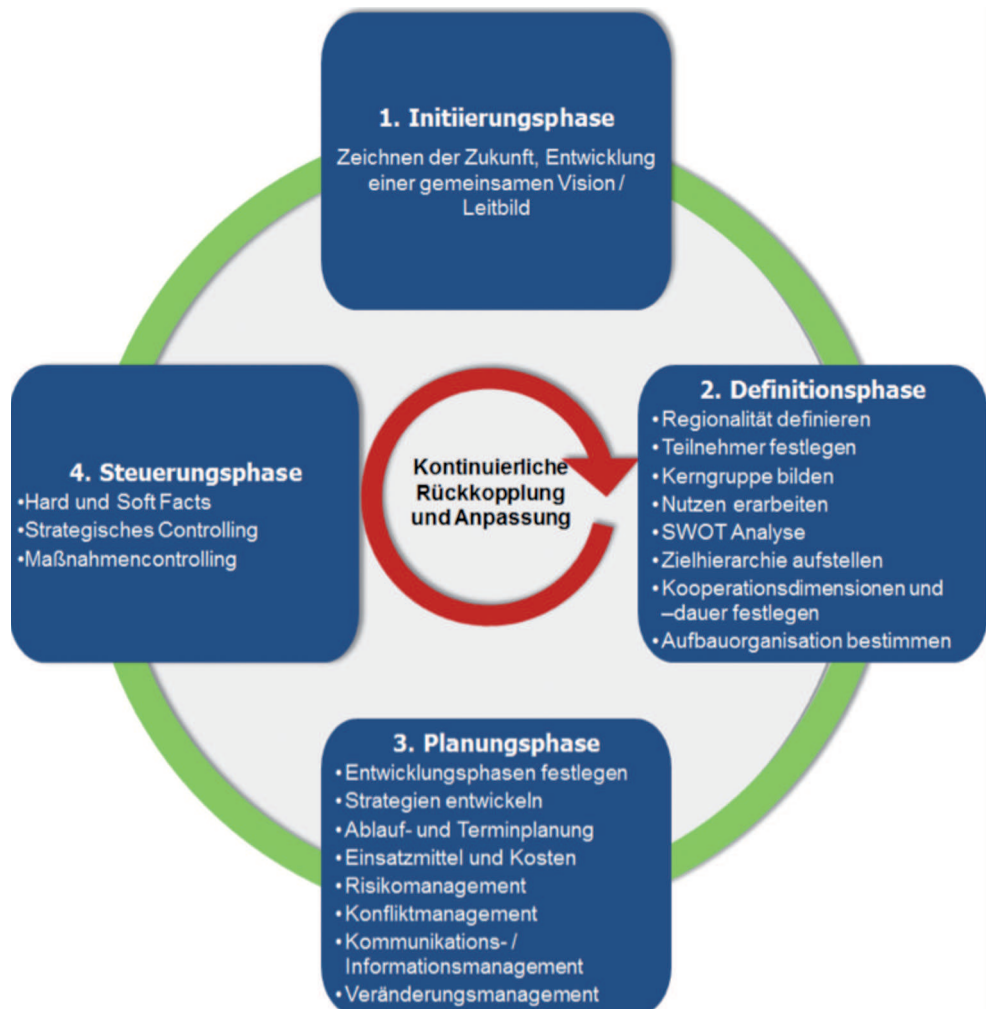 1. Initiierungsphase
Zeichnen der Zukunft, Entwicklung
einer gemeinsamen Vision /
Leitbild
2. Definitionsphase
•Regionalität definieren
•Teilnehmer festlegen
•Kerngruppe bilden
•Nutzen erarbeiten
•SWOT Analyse
•Zielhierarchie aufstellen
•Kooperationsdimensionen und
–dauer festlegen
•Aufbauorganisation bestimmen
3. Planungsphase
•Entwicklungsphasen festlegen
•Strategien entwickeln
•Ablauf- und Terminplanung
•Einsatzmittel und Kosten
•Risikomanagement
•Konfliktmanagement
•Kommunikations- /
Informationsmanagement
•Veränderungsmanagement
4. Steuerungsphase
•Hard und Soft Facts
•Strategisches Controlling
•Maßnahmencontrolling
Kontinuierliche
Rückkopplung
und Anpassung